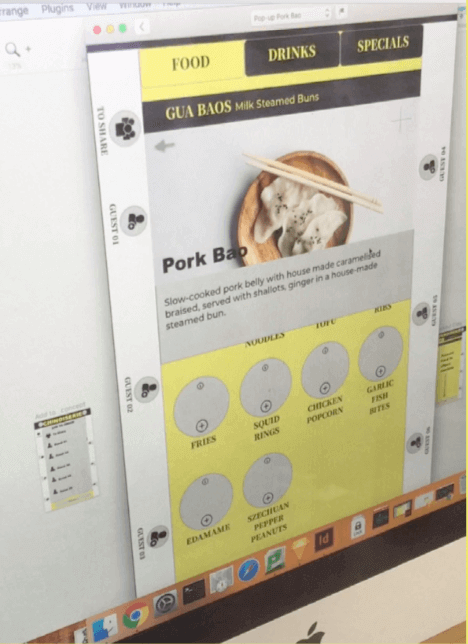 Plugins View Window
Pop-up Pork Bao
FOOD
DRINKS
SPECIALS
GUA BAOS Milk Steamed Buns
TO SHARE
GUEST 01
GUEST 02
GUEST 03
GUEST 04
Pork Bao
Slow-cooked pork belly with house made caramelised
braised, served with shallots, ginger in a house-made
steamed bun.
NOODLES
TOFU
RIBS
FRIES
SQUID
RINGS
CHICKEN
POPCORN
GARLIC
FISH
BITES
EDAMAME
SZECHUAN
PEPPER
PEANUTS
Id